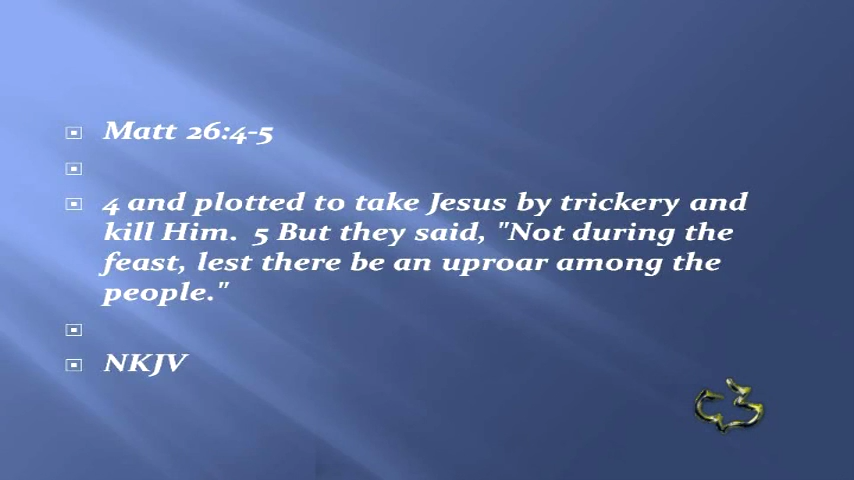 Matt 26:4-5
4 and plotted to take Jesus by trickery and
kill Him. 5 But they said, "Not during the
feast, lest there be an uproar among the
people."
NKJV